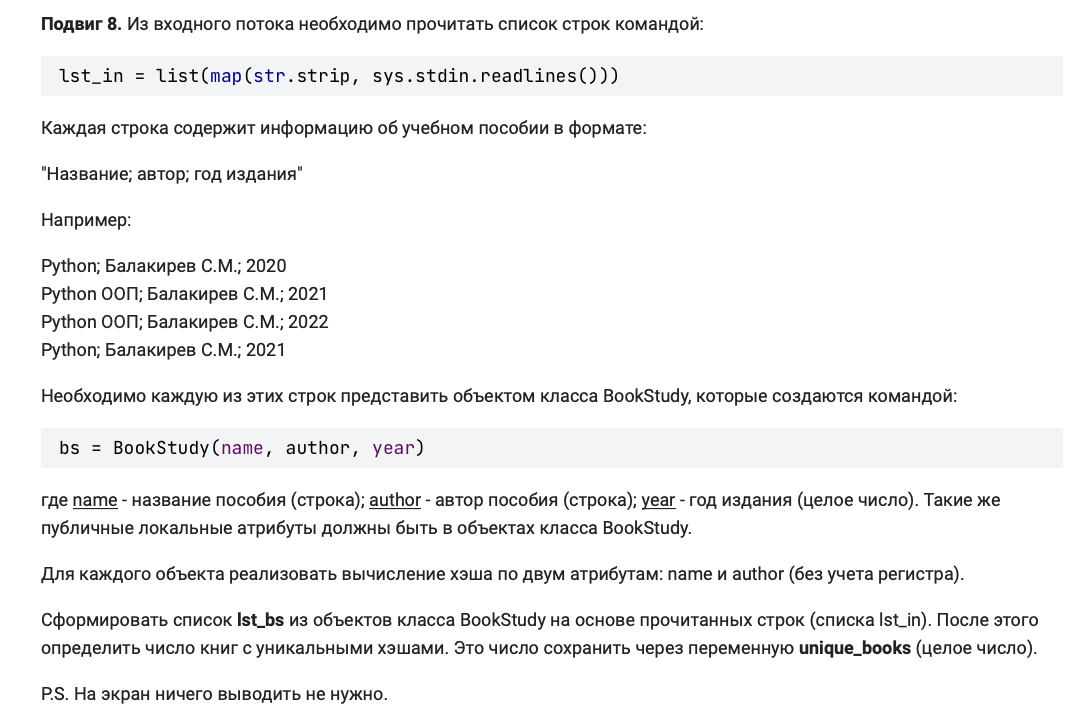 Подвиг 8. Из входного потока необходимо прочитать список строк командой:
lst_in = list(map(str.strip, sys.stdin.readlines()))
Каждая строка содержит информацию об учебном пособии в формате:
"Название; автор; год издания"
Например:
Python; Балакирев С.М.; 2020
Python ООП; Балакирев С.М.; 2021
Python ООП; Балакирев С.М.; 2022
Python; Балакирев С.М.; 2021
Необходимо каждую из этих строк представить объектом класса BookStudy, которые создаются командой:
bs = BookStudy(name, author, year)
где name - название пособия (строка); author - автор пособия (строка); year - год издания (целое число). Такие же
публичные локальные атрибуты должны быть в объектах класса BookStudy.
Для каждого объекта реализовать вычисление хэша по двум атрибутам: name и author (без учета регистра).
Сформировать список lst_bs из объектов класса BookStudy на основе прочитанных строк (списка lst_in). После этого
определить число книг с уникальными хэшами. Это число сохранить через переменную unique_books (целое число).
P.S. На экран ничего выводить не нужно.